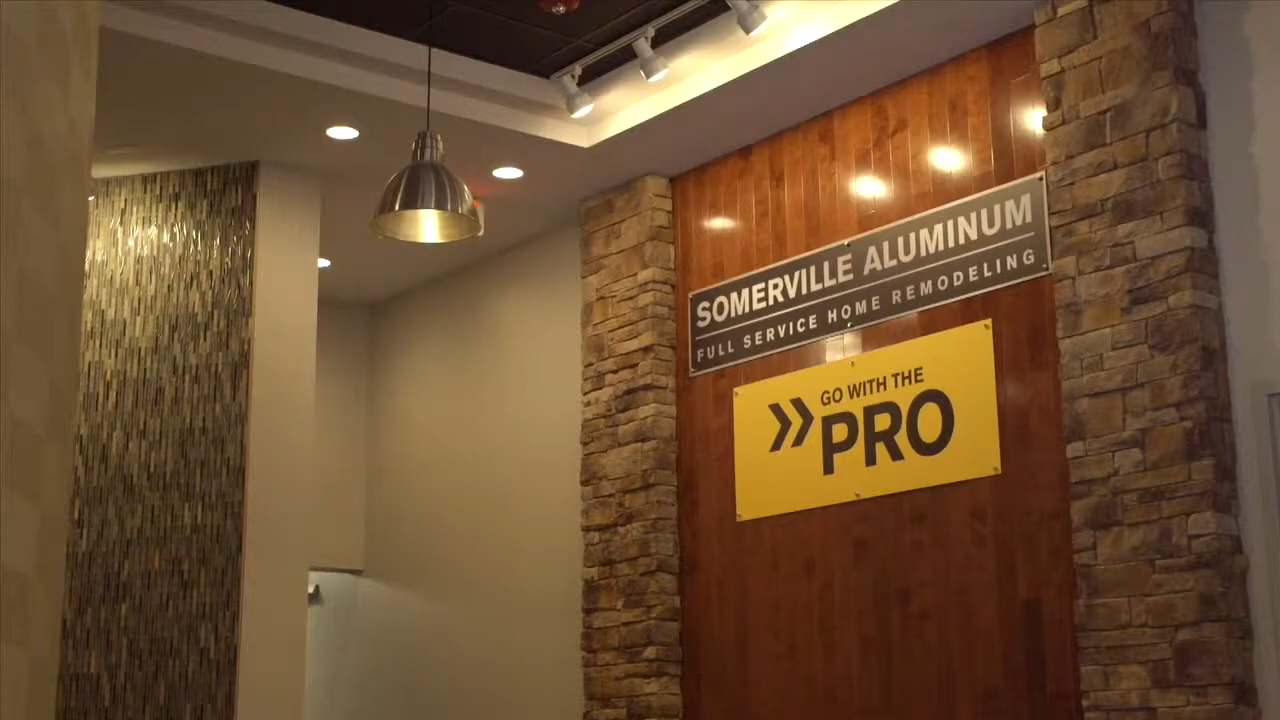 SOMERVILLE ALUMINUM
FULL SERVICE HOME REMODELING
GO WITH THE
PRO